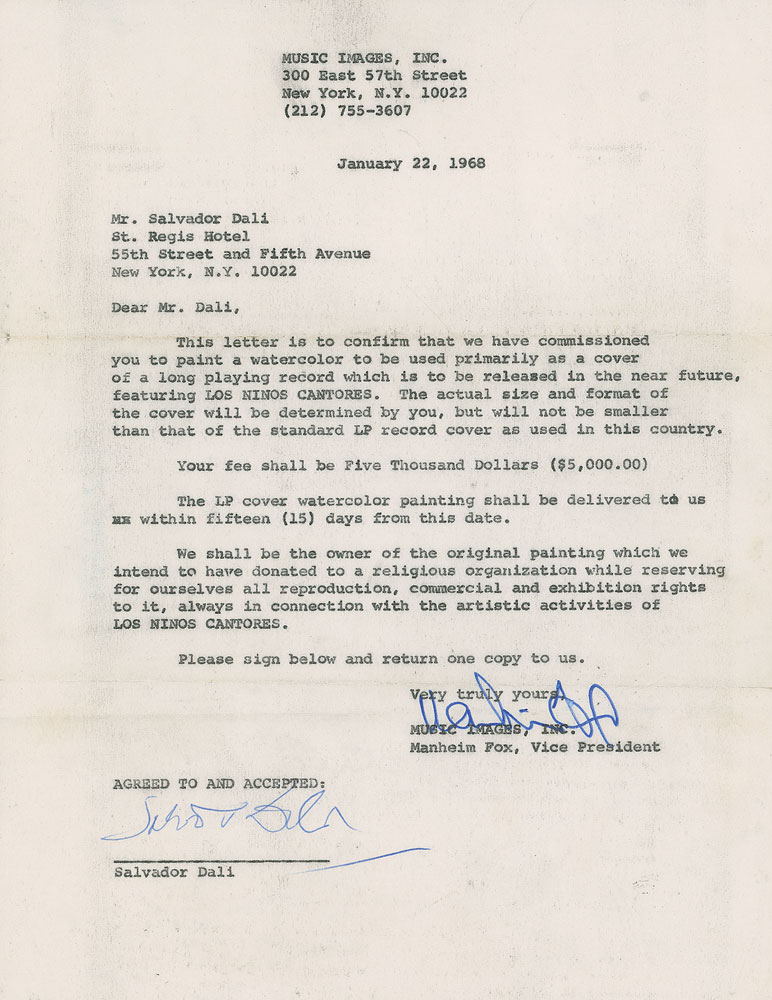 MUSIC IMAGES, INC.
300 East 57th Street
New York, N.Y. 10022
(212) 755-3607
January 22, 1968
Mr. Salvador Dali
St. Regis Hotel
55th Street and Fifth Avenue
New York, N.Y. 10022
Dear Mr. Dali,
This letter is to confirm that we have commissioned
you to paint a watercolor to be used primarily as a cover
of a long playing record which is to be released in the near future,
featuring LOS NINOS CANTORES. The actual size and format of
the cover will be determined by you, but will not be smaller
than that of the standard LP record cover as used in this country.
Your fee shall be Five Thousand Dollars ($5,000.00)
The LP cover watercolor painting shall be delivered to us
within fifteen (15) days from this date.
We shall be the owner of the original painting which we
intend to have donated to a religious organization while reserving
for ourselves all reproduction, commercial and exhibition rights
to it, always in connection with the artistic activities of
LOS NINOS CANTORES.
Please sign below and return one copy to us.
Very truly yours,
MUSIC IMAGES, INC.
Manheim Fox, Vice President
AGREED TO AND ACCEPTED:
Salvador Dali